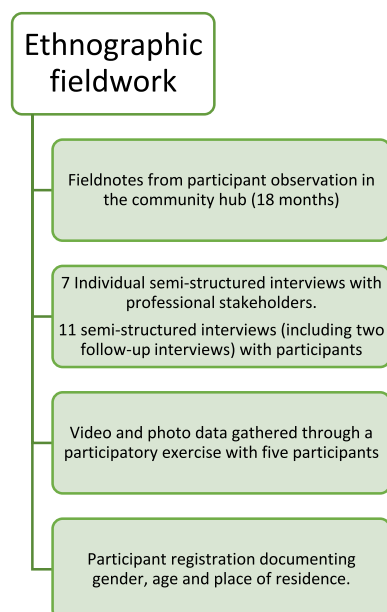 Ethnographic
fieldwork
Fieldnotes from participant observation in
the community hub (18 months)
7 Individual semi-structured interviews with
professional stakeholders.
11 semi-structured interviews (including two
follow-up interviews) with participants
Video and photo data gathered through a
participatory exercise with five participants
Participant registration documenting
gender, age and place of residence.